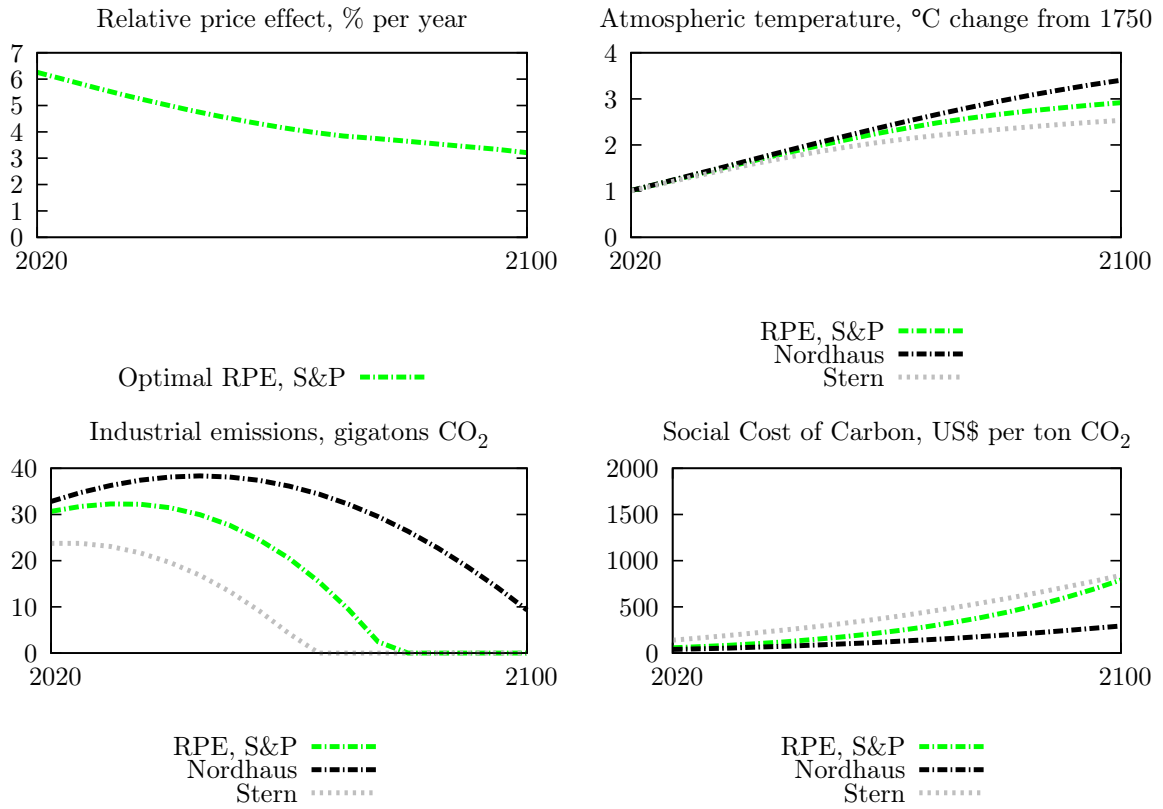 Relative price effect, % per year
7
6
5
4
3
2
1
0
2020
2100
Optimal RPE, S&P
Atmospheric temperature, °C change from 1750
4
3
2
1
0
2020
2100
RPE, S&P
Nordhaus
Stern
Industrial emissions, gigatons CO₂
40
30
20
10
0
2020
2100
RPE, S&P
Nordhaus
Stern
Social Cost of Carbon, US$ per ton CO₂
2000
1500
1000
500
0
2020
2100
RPE, S&P
Nordhaus
Stern